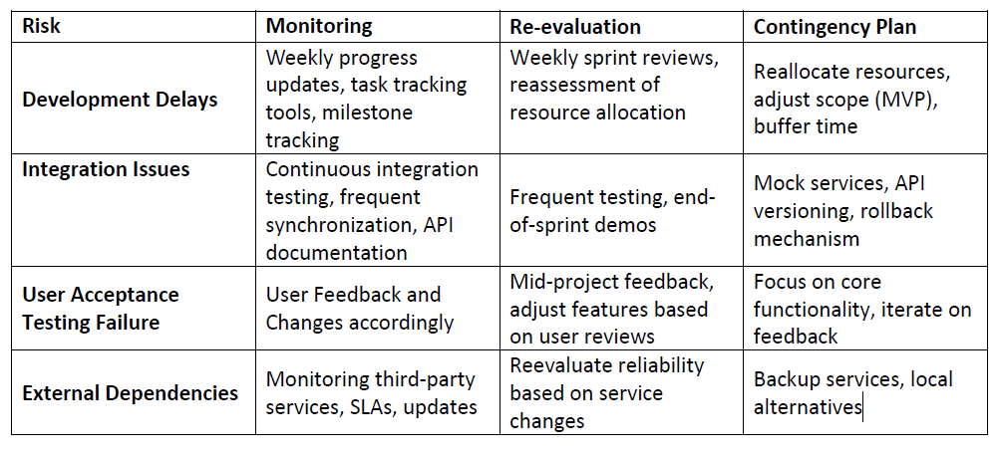 Risk
Monitoring
Re-evaluation
Contingency Plan
Development Delays
Weekly progress
updates, task tracking
tools, milestone
tracking
Weekly sprint reviews,
reassessment of
resource allocation
Reallocate resources,
adjust scope (MVP),
buffer time
Integration Issues
Continuous integration
testing, frequent
synchronization, API
documentation
Frequent testing, end-
of-sprint demos
Mock services, API
versioning, rollback
mechanism
User Acceptance
Testing Failure
User Feedback and
Changes accordingly
Mid-project feedback,
adjust features based
on user reviews
Focus on core
functionality, iterate on
feedback
External Dependencies
Monitoring third-party
services, SLAs, updates
Reevaluate reliability
based on service
changes
Backup services, local
alternatives